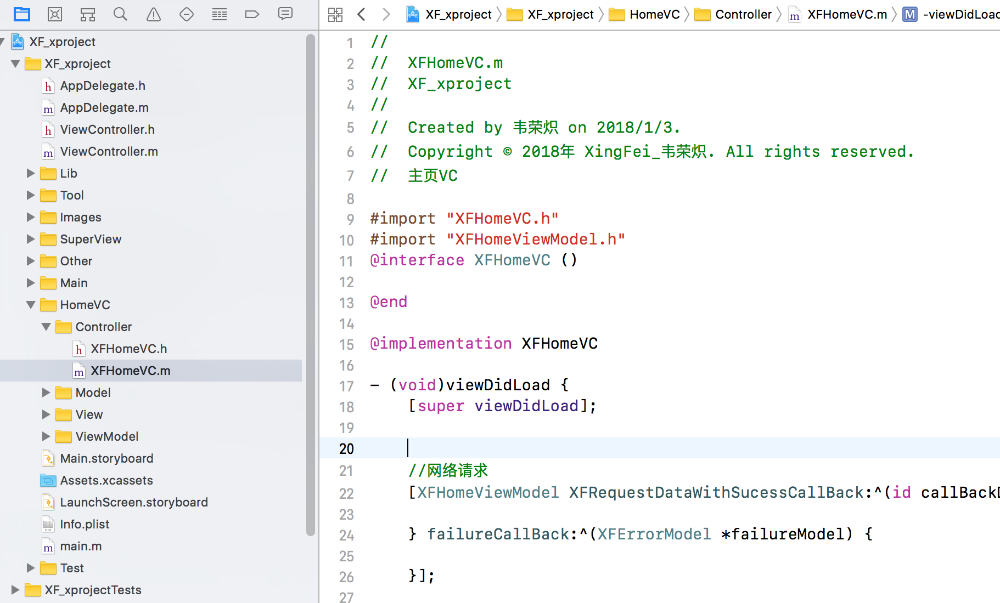 XF_xproject
XF_xproject
AppDelegate.h
AppDelegate.m
ViewController.h
ViewController.m
Lib
Tool
Images
SuperView
Other
Main
HomeVC
Controller
XFHomeVC.h
XFHomeVC.m
Model
View
ViewModel
Main.storyboard
Assets.xcassets
LaunchScreen.storyboard
Info.plist
main.m
Test
XF_xprojectTests
XF_xproject XF_xproject HomeVC Controller XFHomeVC.m M -viewDidLoad
1 //
2 // XFHomeVC.m
3 // XF_xproject
4 //
5 // Created by 韦荣炽 on 2018/1/3.
6 // Copyright © 2018年 XingFei_韦荣炽. All rights reserved.
7 // 主页VC
8
9 #import "XFHomeVC.h"
10 #import "XFHomeViewModel.h"
11 @interface XFHomeVC ()
12
13 @end
14
15 @implementation XFHomeVC
16
17 - (void)viewDidLoad {
18 [super viewDidLoad];
19
20
21 //网络请求
22 [XFHomeViewModel XFRequestDataWithSucessCallBack:^(id callBackD
23
24 } failureCallBack:^(XFErrorModel *failureModel) {
25
26 }];
27